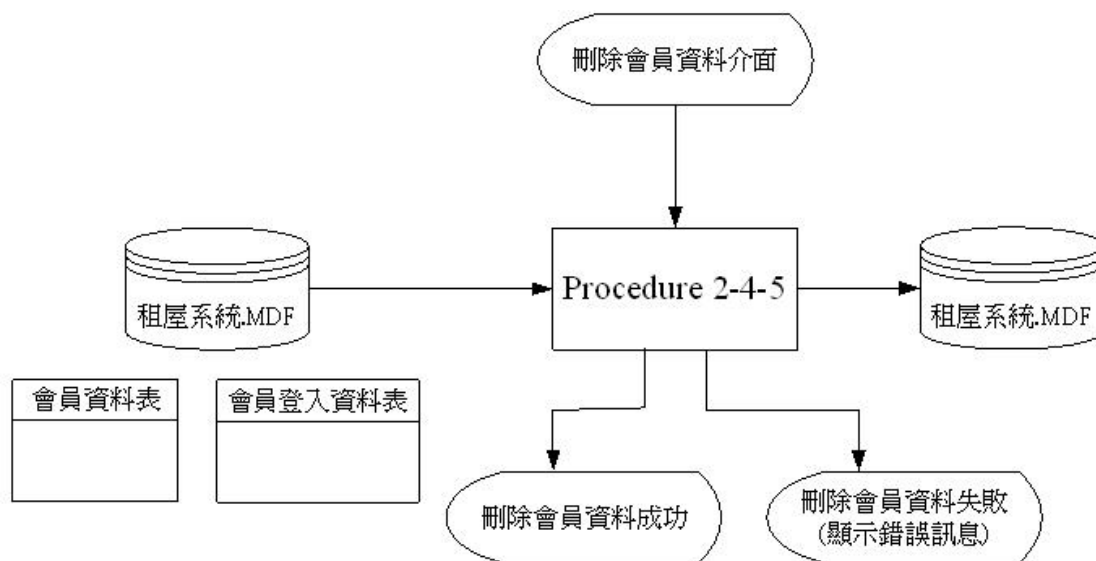 刪除會員資料介面
租屋系統.MDF
Procedure 2-4-5
租屋系統.MDF
會員資料表
會員登入資料表
刪除會員資料成功
刪除會員資料失敗
(顯示錯誤訊息)